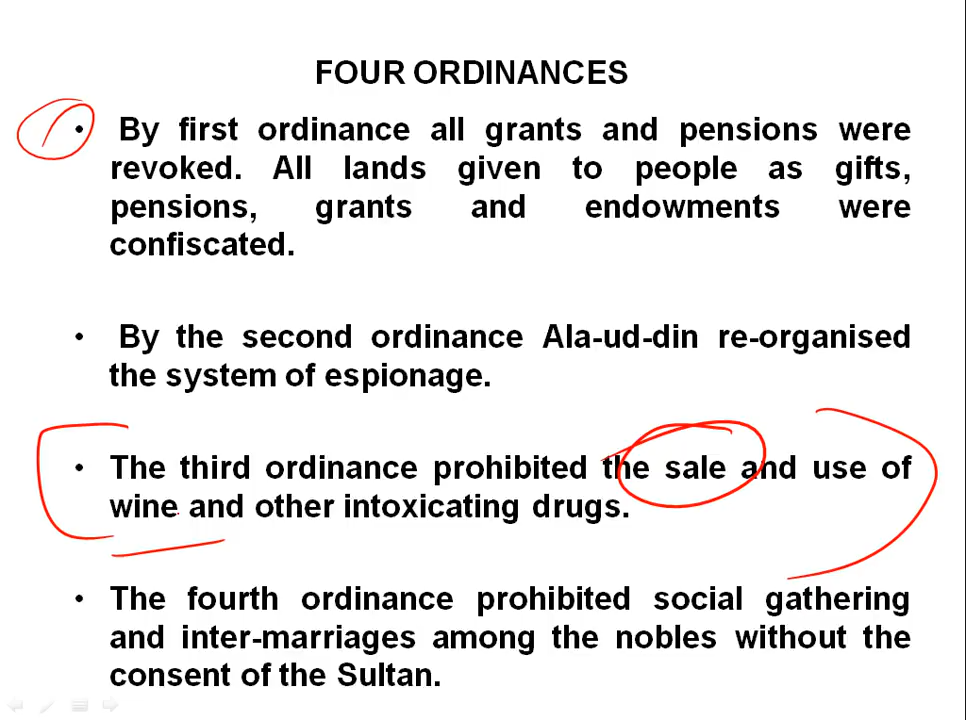 FOUR ORDINANCES
• By first ordinance all grants and pensions were
revoked. All lands given to people as gifts,
pensions, grants and endowments were
confiscated.
• By the second ordinance Ala-ud-din re-organised
the system of espionage.
• The third ordinance prohibited the sale and use of
wine and other intoxicating drugs.
• The fourth ordinance prohibited social gathering
and inter-marriages among the nobles without the
consent of the Sultan.